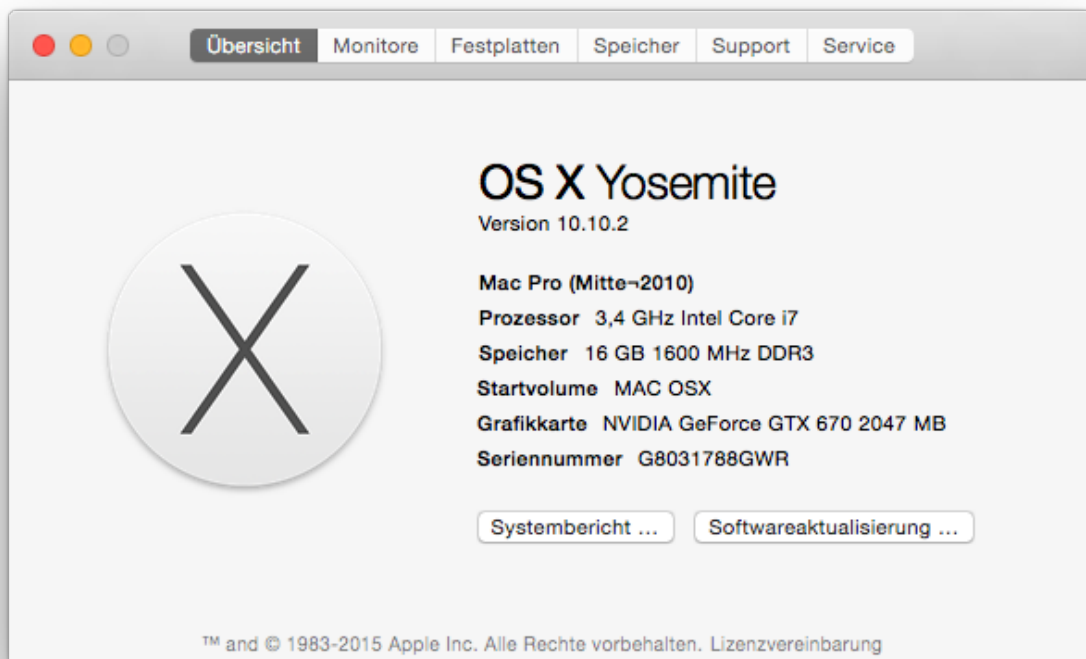 Übersicht Monitore Festplatten Speicher Support Service
OS X Yosemite
Version 10.10.2
Mac Pro (Mitte¬2010)
Prozessor 3,4 GHz Intel Core i7
Speicher 16 GB 1600 MHz DDR3
Startvolume MAC OSX
Grafikkarte NVIDIA GeForce GTX 670 2047 MB
Seriennummer G8031788GWR
Systembericht ... Softwareaktualisierung ...
™ and © 1983-2015 Apple Inc. Alle Rechte vorbehalten. Lizenzvereinbarung